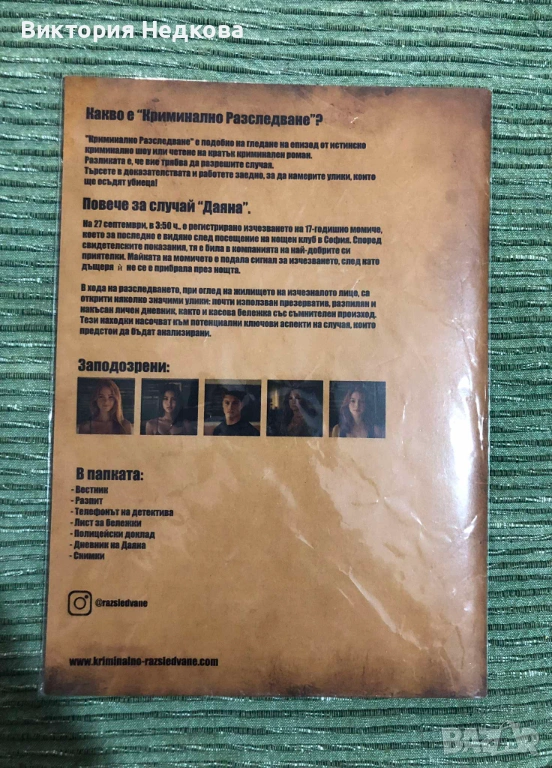 Виктория Недкова
Какво е “Криминално Разследване”?
"Криминално Разследване" е подобно на гледане на епизод от истинско
криминално шоу или четене на кратък криминален роман.
Разликата е, че вие трябва да разрешите случая.
Търсете в доказателствата и работете заедно, за да намерите улики, които
ще осъдят убиеца!
Повече за случай “Даяна”.
На 27 септември, в 3:50 ч., е регистрирано изчезването на 17-годишно момиче,
което за последно е видяно след посещение на нощен клуб в София. Според
свидетелските показания, тя е била в компанията на най-добрите си
приятелки. Майката на момичето е подала сигнал за изчезването, след като
дъщеря ѝ не се е прибрала през нощта.
В хода на разследването, при оглед на жилището на изчезналото лице, са
открити няколко значими улики: почти използван презерватив, разпилян и
накъсан личен дневник, както и касова бележка със съмнителен произход.
Тези находки насочват към потенциални ключови аспекти на случая, които
предстои да бъдат анализирани.
Заподозрени:
В папката:
- Вестник
- Разпит
- Телефонът на детектива
- Лист за бележки
- Полицейски доклад
- Дневник на Даяна
- Снимки
@razsledvane
www.kriminalno-razsledvane.com
BAZAR